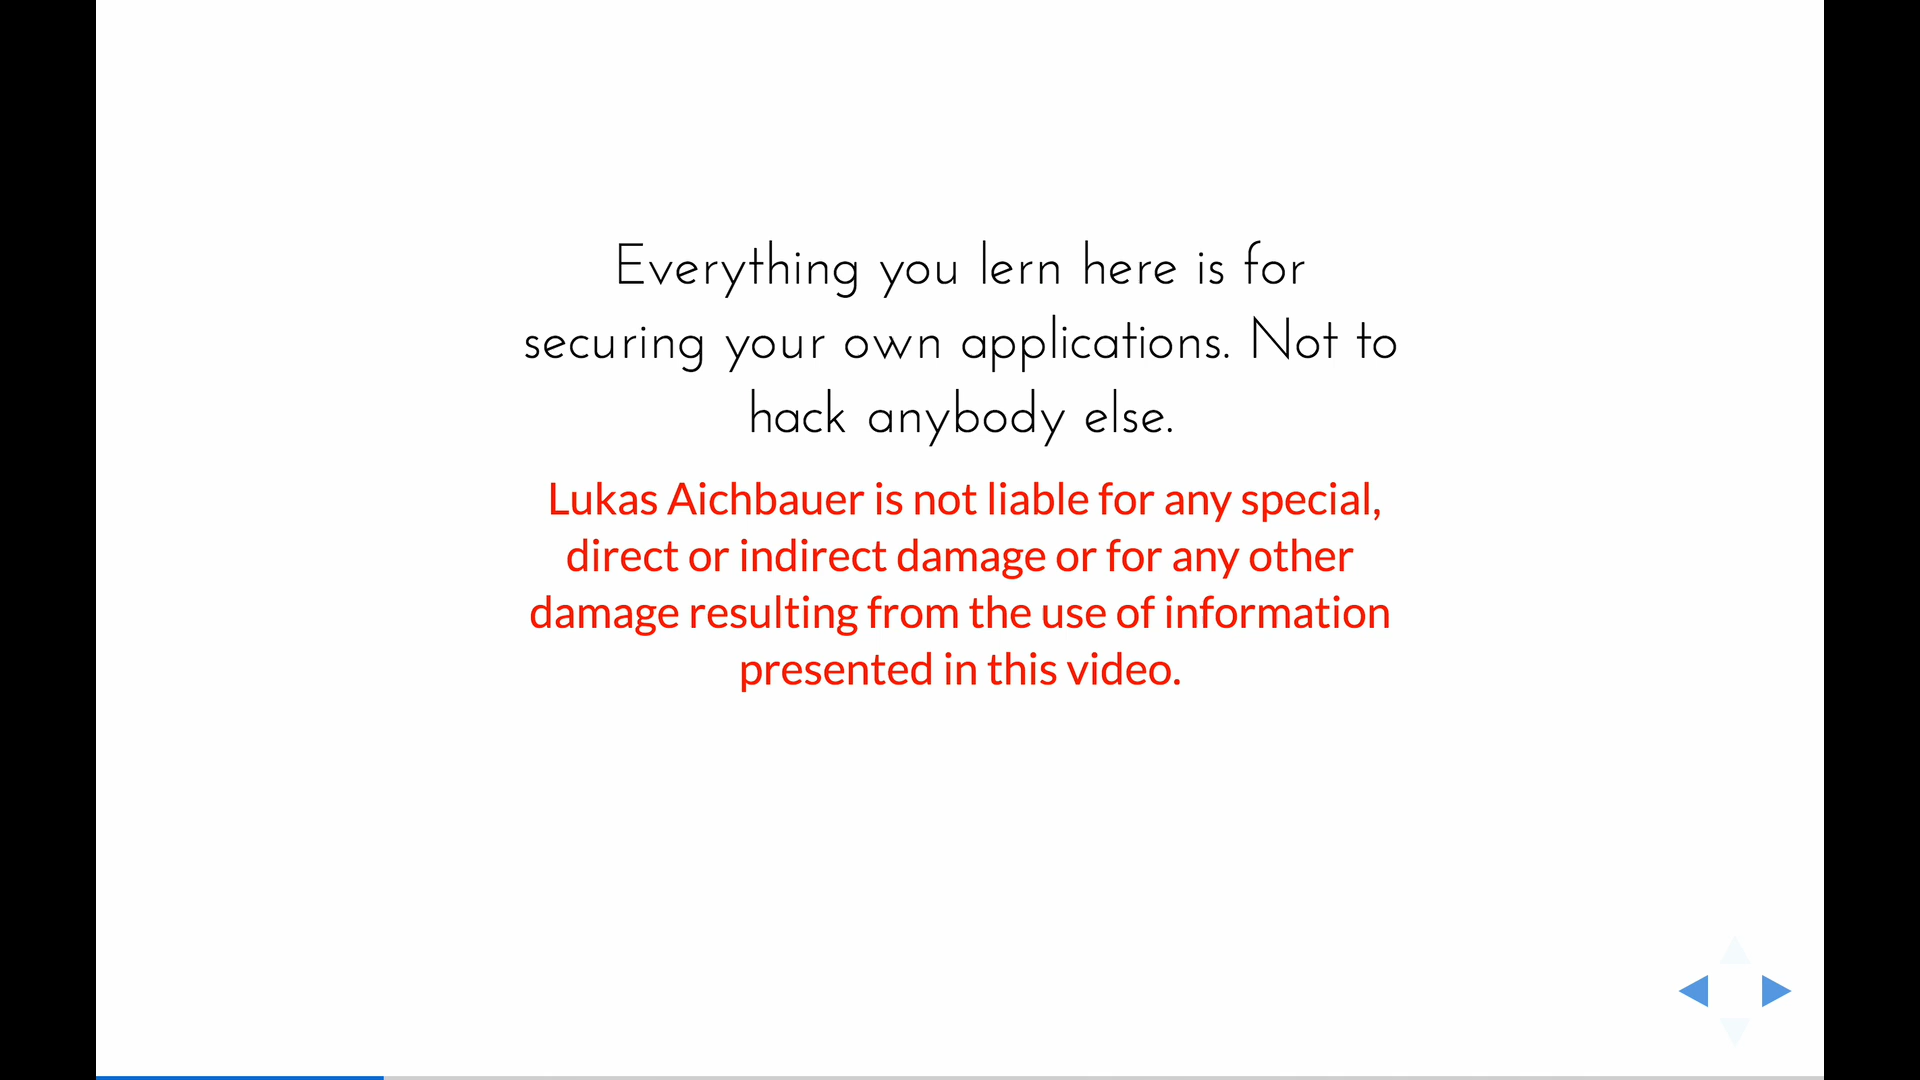 Everything you lern here is for
securing your own applications. Not to
hack anybody else.
Lukas Aichbauer is not liable for any special,
direct or indirect damage or for any other
damage resulting from the use of information
presented in this video.